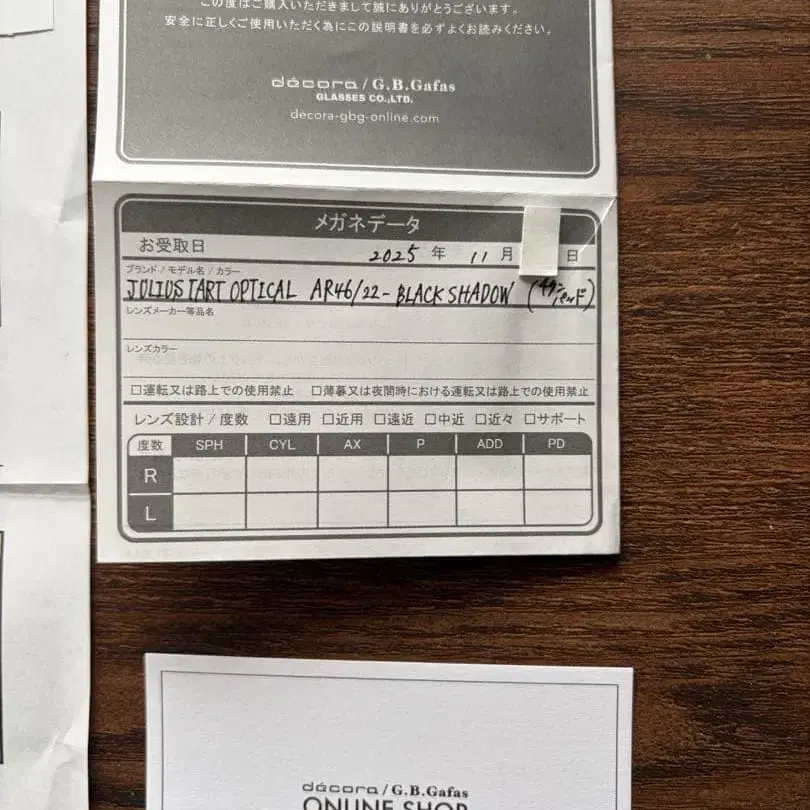 この度はご購入いただきまして誠にありがとうございます。
安全に正しくご使用いただく為にこの説明書を必ずよくお読みください。
décora / G.B.Gafas
GLASSES CO.,LTD.
decora-gbg-online.com
メガネデータ
お受取日 2025 年 11 月 日
ブランド / モデル名 / カラー
JULIUS TART OPTICAL AR46/22-BLACK SHADOW
レンズメーカー等品名
レンズカラー
□運転又は路上での使用禁止 □薄暮又は夜間時における運転又は路上での使用禁止
レンズ設計 / 度数 □遠用 □近用 □遠近 □中近 □近々 □サポート
度数 SPH CYL AX P ADD PD
R
L
décora / G.B.Gafas
ONLINE SHOP